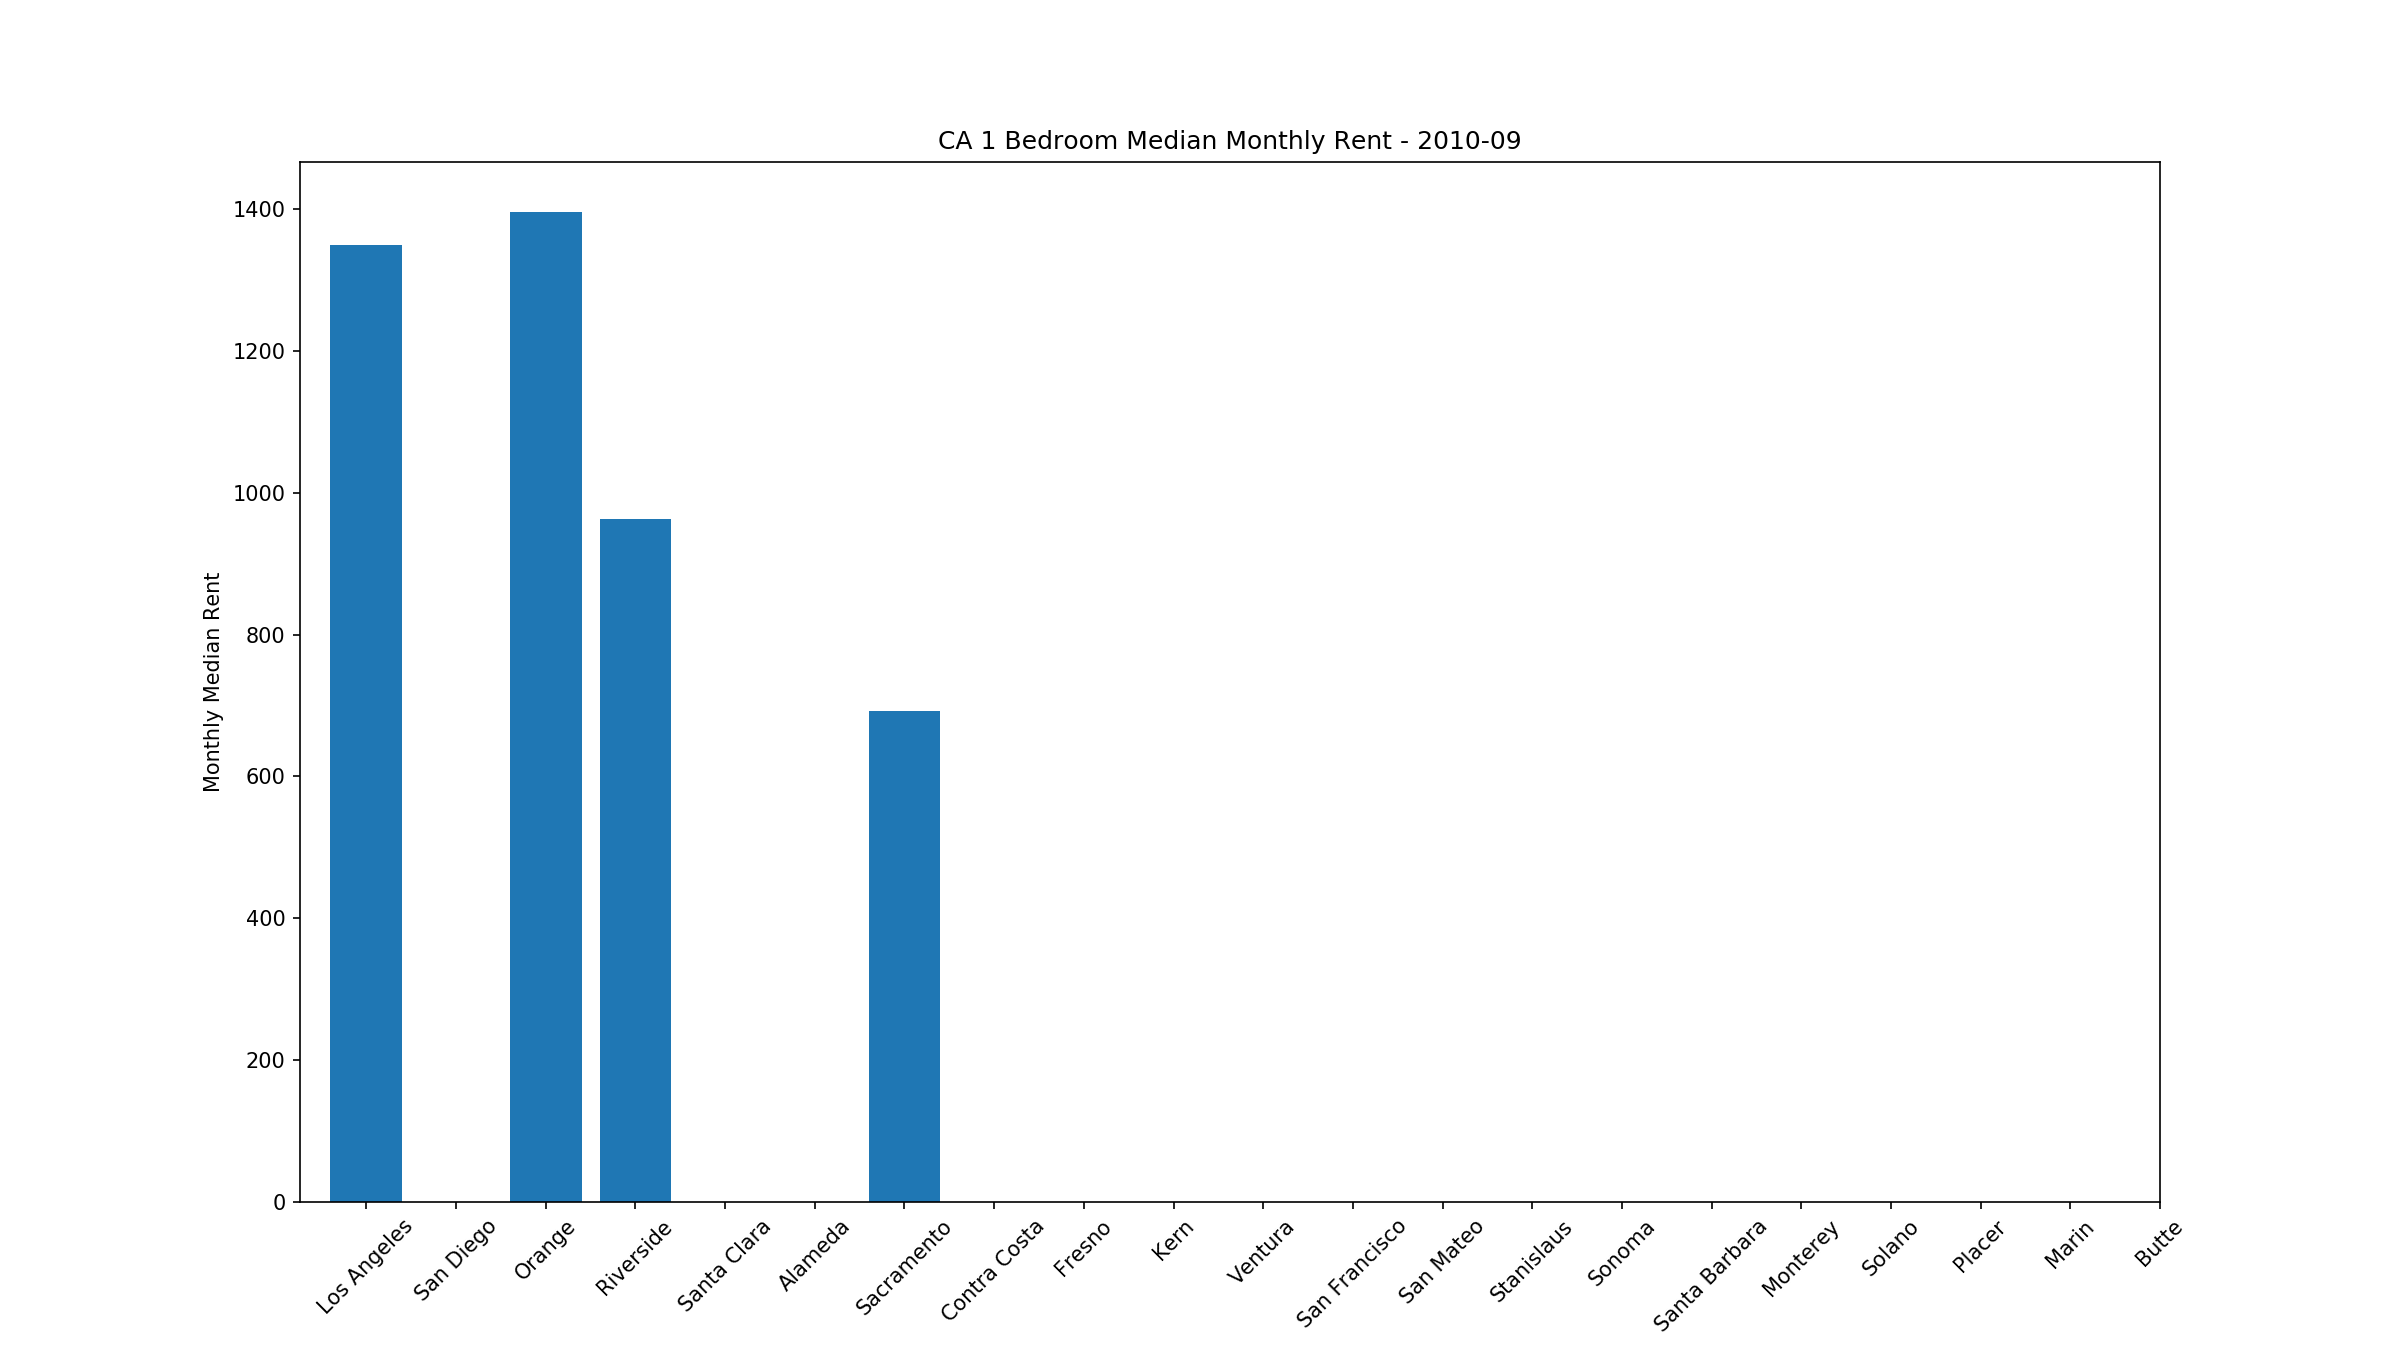 CA 1 Bedroom Median Monthly Rent - 2010-09
Monthly Median Rent
1400
1200
1000
800
600
400
200
0
Los Angeles
San Diego
Orange
Riverside
Santa Clara
Alameda
Sacramento
Contra Costa
Fresno
Kern
Ventura
San Francisco
San Mateo
Stanislaus
Sonoma
Santa Barbara
Monterey
Solano
Placer
Marin
Butte